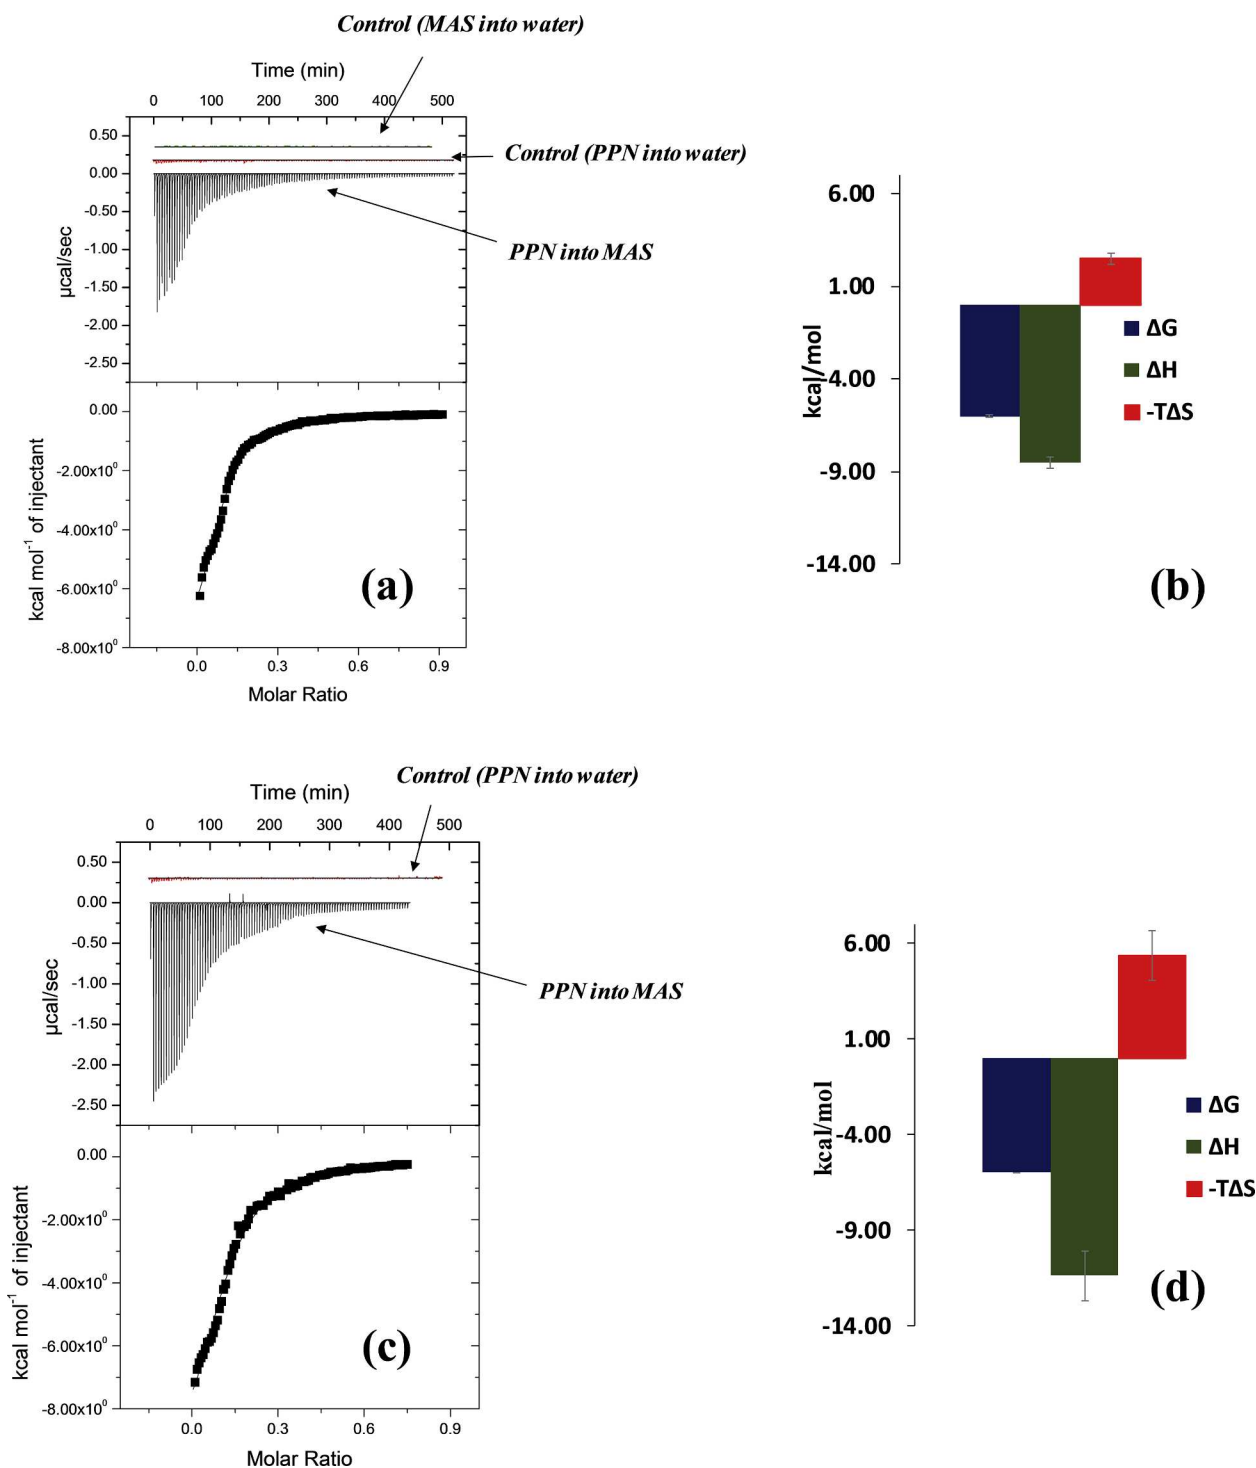 Control (MAS into water)
Time (min)
0 100 200 300 400 500
Control (PPN into water)
0.50
0.00
-0.50
-1.00
-1.50
-2.00
-2.50
µcal/sec
PPN into MAS
0.00
-2.00x10⁰
-4.00x10⁰
-6.00x10⁰
-8.00x10⁰
kcal mol⁻¹ of injectant
(a)
0.0 0.3 0.6 0.9
Molar Ratio
6.00
1.00
-4.00
-9.00
-14.00
kcal/mol
ΔG
ΔH
-TΔS
(b)
Control (PPN into water)
Time (min)
0 100 200 300 400 500
0.50
0.00
-0.50
-1.00
-1.50
-2.00
-2.50
µcal/sec
PPN into MAS
0.00
-2.00x10⁰
-4.00x10⁰
-6.00x10⁰
-8.00x10⁰
kcal mol⁻¹ of injectant
(c)
0.0 0.3 0.6 0.9
Molar Ratio
6.00
1.00
-4.00
-9.00
-14.00
kcal/mol
ΔG
ΔH
-TΔS
(d)